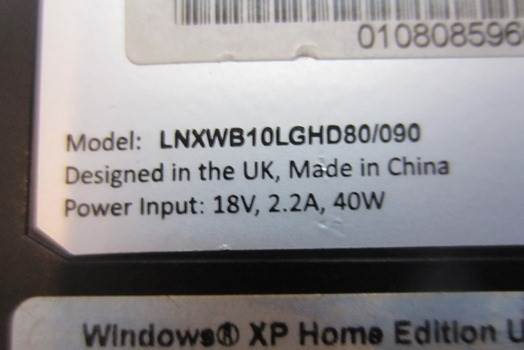 010808596
Model: LNXWB10LGHD80/090
Designed in the UK, Made in China
Power Input: 18V, 2.2A, 40W
Windows® XP Home Edition U